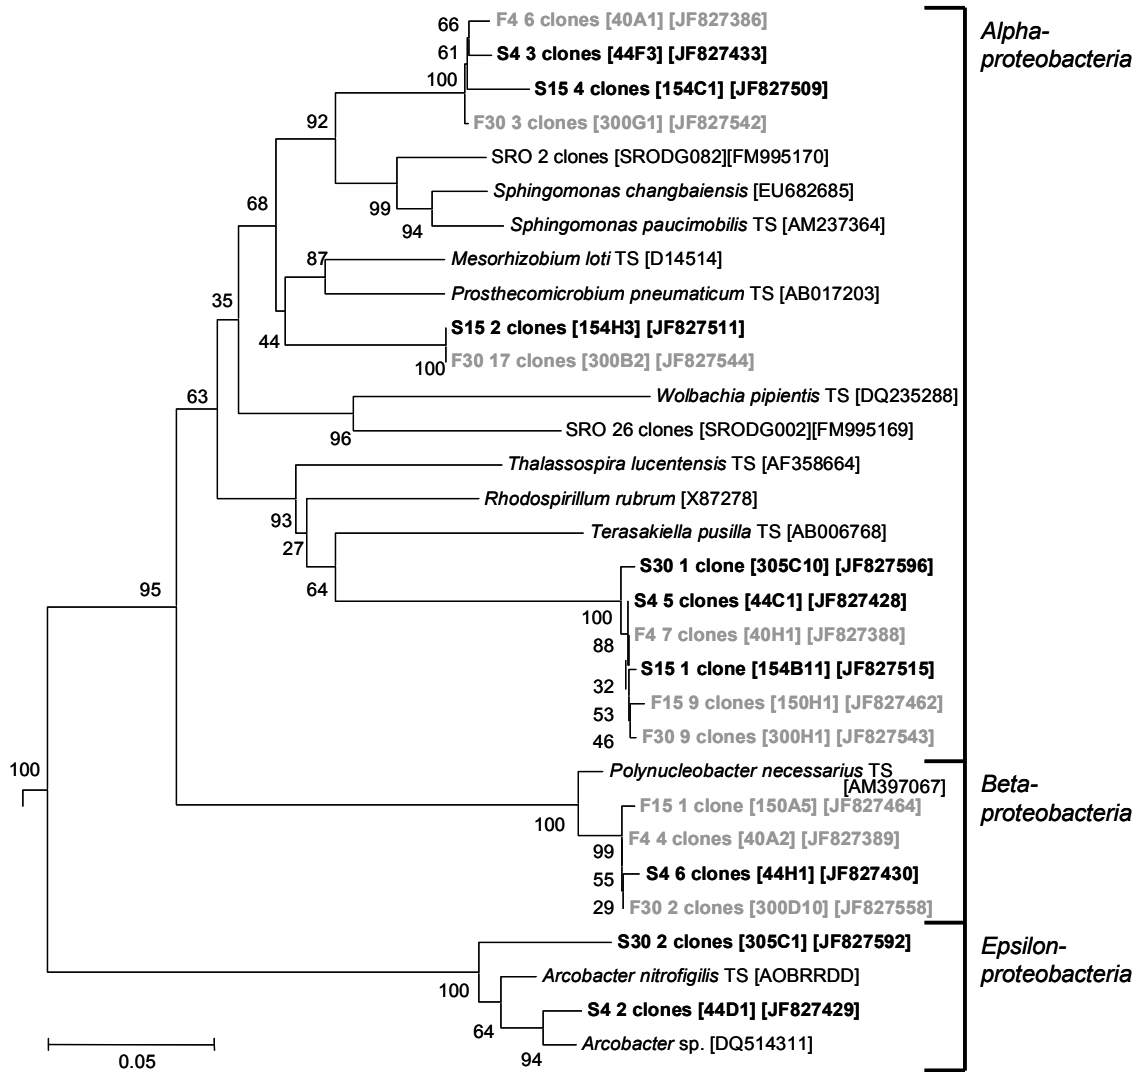 66
F4 6 clones [40A1] [JF827386]
Alpha-
proteobacteria
61
S4 3 clones [44F3] [JF827433]
100
S15 4 clones [154C1] [JF827509]
92
F30 3 clones [300G1] [JF827542]
SRO 2 clones [SRODG082][FM995170]
Sphingomonas changbaiensis [EU682685]
99
68
94
Sphingomonas paucimobilis TS [AM237364]
87
Mesorhizobium loti TS [D14514]
Prosthecomicrobium pneumaticum TS [AB017203]
35
S15 2 clones [154H3] [JF827511]
44
100
F30 17 clones [300B2] [JF827544]
63
Wolbachia pipientis TS [DQ235288]
96
SRO 26 clones [SRODG002][FM995169]
Thalassospira lucentensis TS [AF358664]
Rhodospirillum rubrum [X87278]
93
Terasakiella pusilla TS [AB006768]
27
S30 1 clone [305C10] [JF827596]
95
64
S4 5 clones [44C1] [JF827428]
100
F4 7 clones [40H1] [JF827388]
88
S15 1 clone [154B11] [JF827515]
32
F15 9 clones [150H1] [JF827462]
53
F30 9 clones [300H1] [JF827543]
46
100
Polynucleobacter necessarius TS
[AM397067]
Beta-
proteobacteria
F15 1 clone [150A5] [JF827464]
100
F4 4 clones [40A2] [JF827389]
99
S4 6 clones [44H1] [JF827430]
55
F30 2 clones [300D10] [JF827558]
29
S30 2 clones [305C1] [JF827592]
Epsilon-
proteobacteria
Arcobacter nitrofigilis TS [AOBRRDD]
100
S4 2 clones [44D1] [JF827429]
64
Arcobacter sp. [DQ514311]
94
0.05